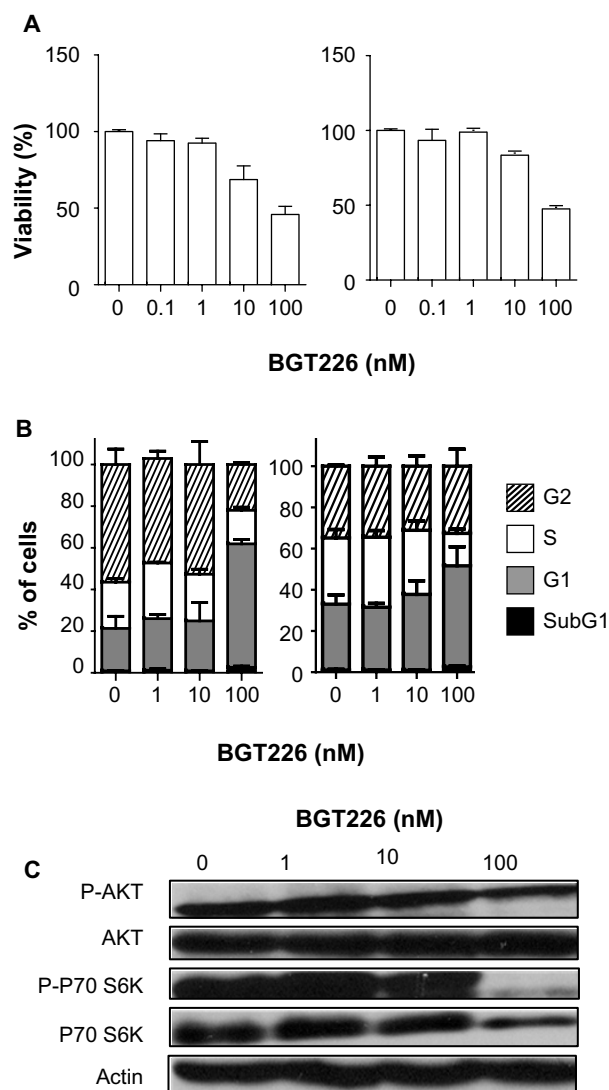 A
150 150
100 100
50 50
0 0
Viability (%)
0 0.1 1 10 100 0 0.1 1 10 100
BGT226 (nM)
B
100 100
80 80
60 60
40 40
20 20
0 0
% of cells
0 1 10 100 0 1 10 100
G2
S
G1
SubG1
BGT226 (nM)
BGT226 (nM)
C
0 1 10 100
P-AKT
AKT
P-P70 S6K
P70 S6K
Actin